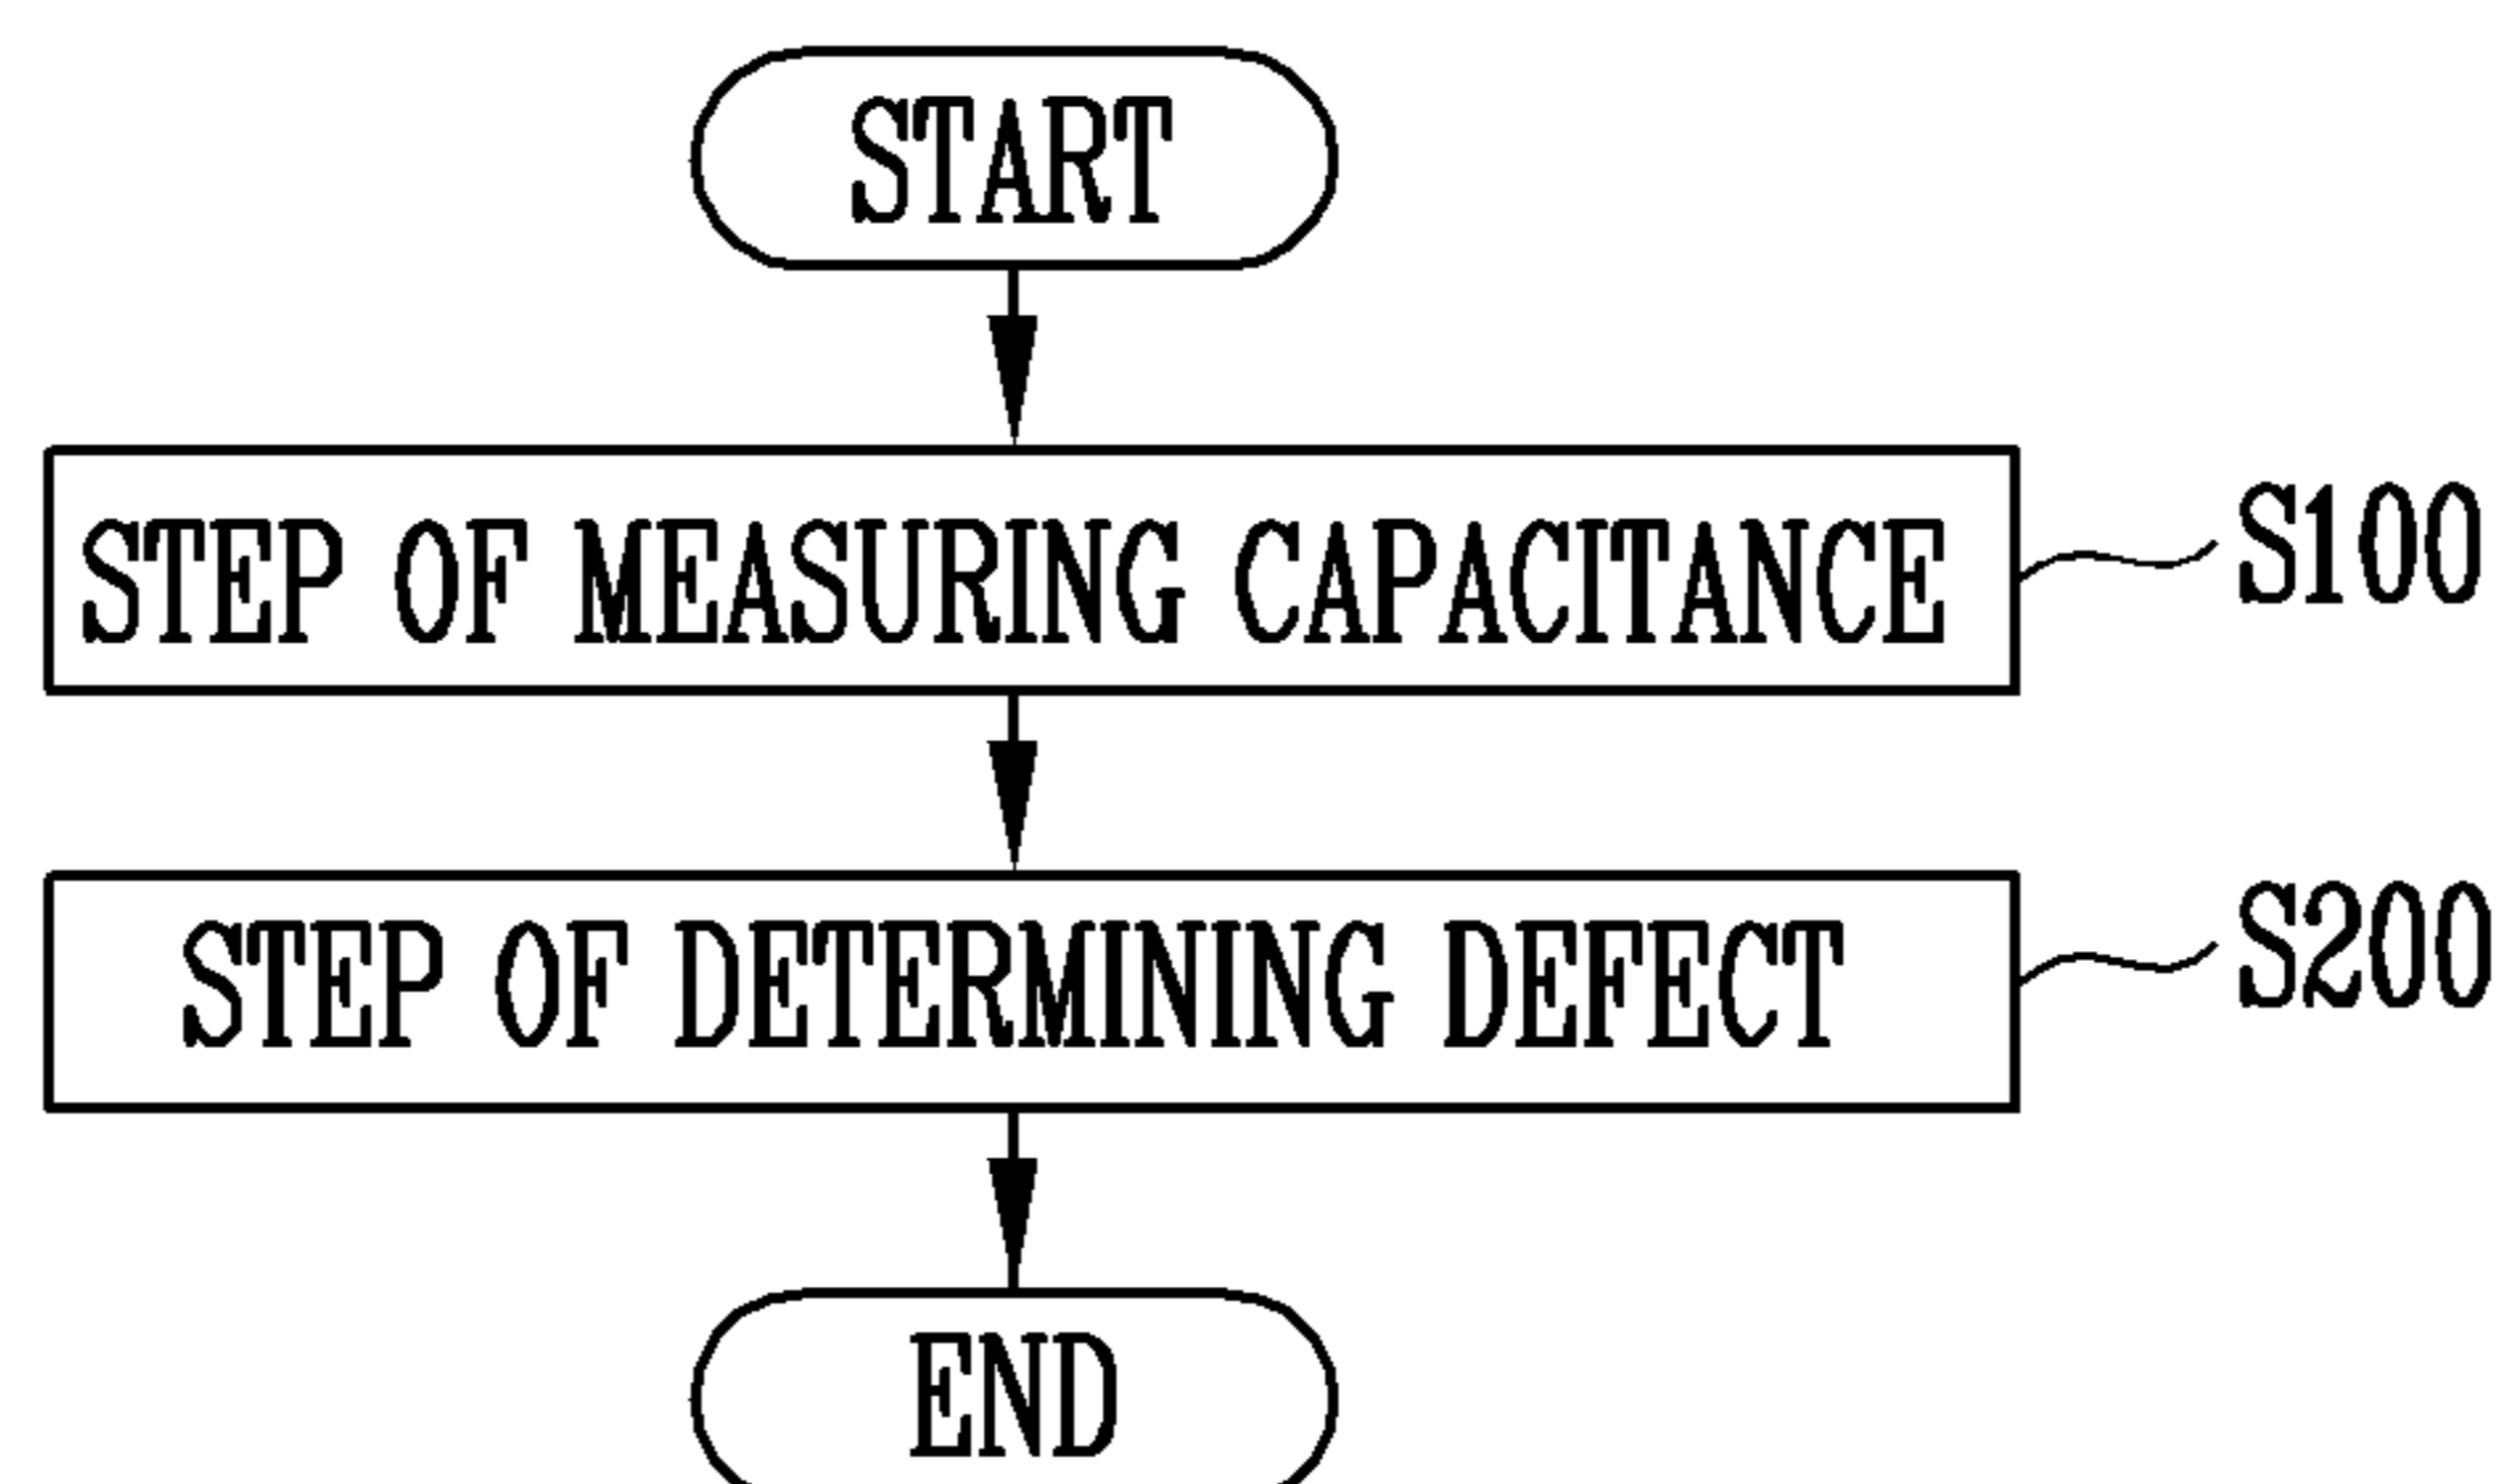 START
STEP OF MEASURING CAPACITANCE
S100
STEP OF DETERMINING DEFECT
S200
END